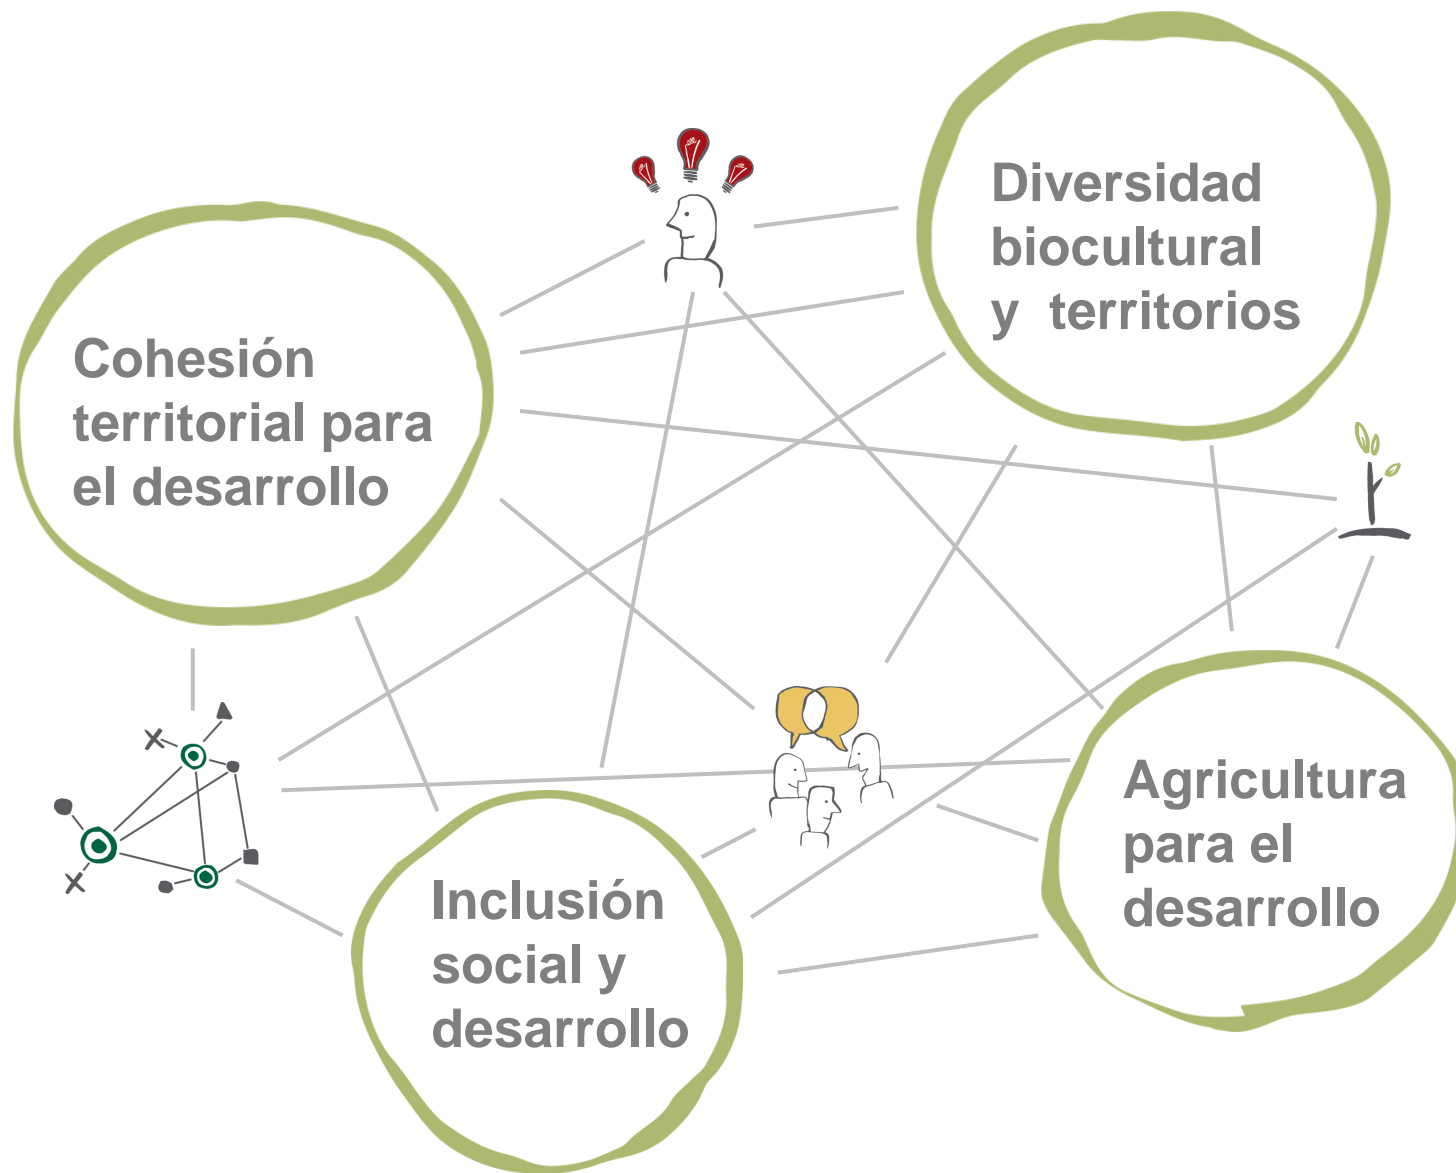 Cohesión
territorial para
el desarrollo
Diversidad
biocultural
y territorios
Inclusión
social y
desarrollo
Agricultura
para el
desarrollo